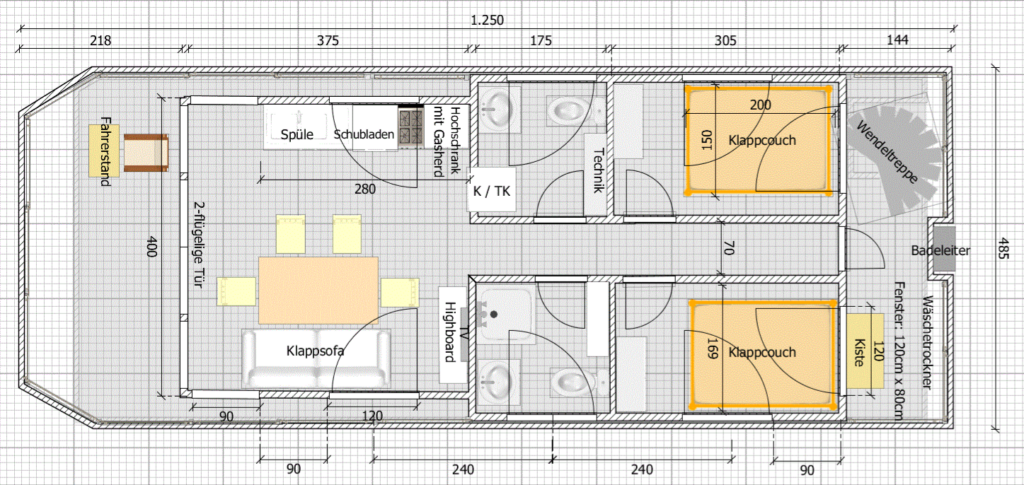 1.250
218
375
175
305
144
Fahrerstand
Spüle
Schubladen
Hochschrank
mit Gasherd
K / TK
Technik
200
150
Klappcouch
Wendeltreppe
280
400
2-flügelige Tür
70
Badeleiter
485
Klappsofa
Highboard
TV
169
Klappcouch
120
Kiste
Fenster: 120cm x 80cm
Wäschetrockner
90
120
90
240
240
90